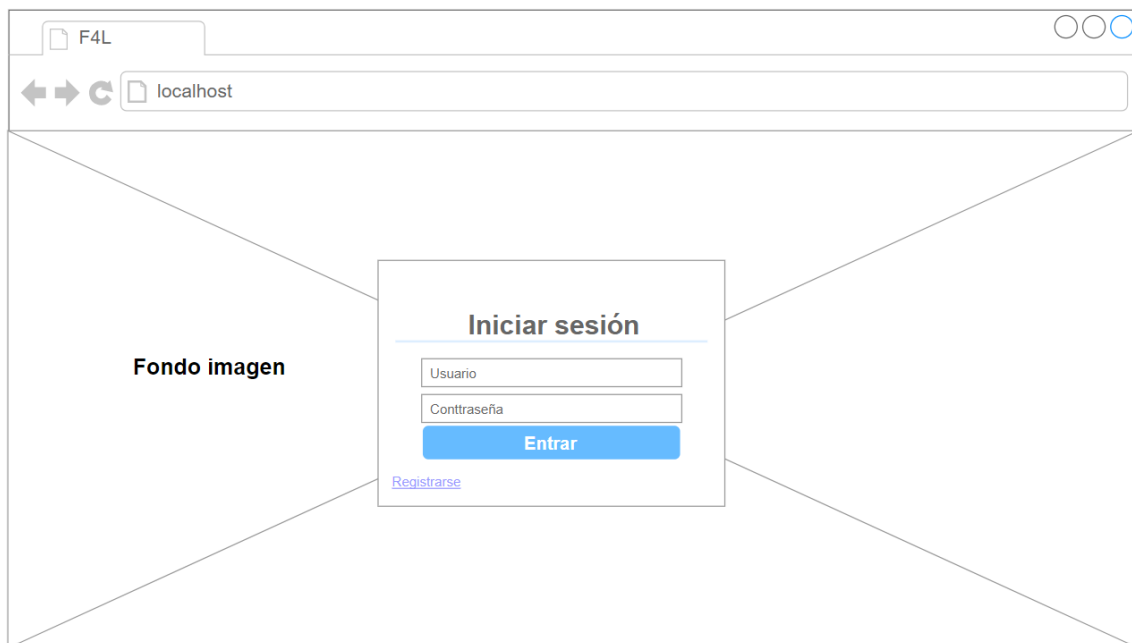 F4L
localhost
Iniciar sesión
Fondo imagen
Usuario
Conttraseña
Entrar
Registrarse